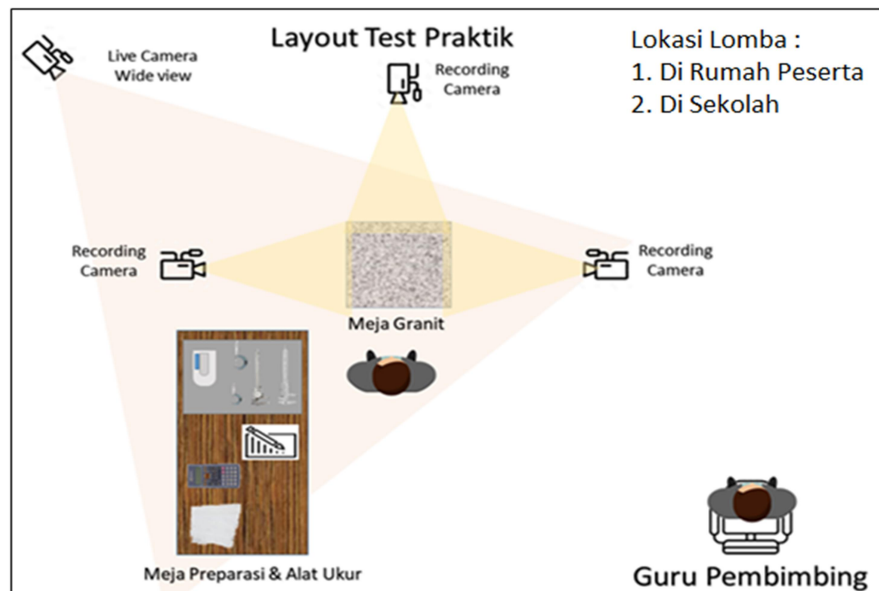 Layout Test Praktik
Live Camera
Wide view
Recording
Camera
Lokasi Lomba :
1. Di Rumah Peserta
2. Di Sekolah
Recording
Camera
Recording
Camera
Meja Granit
Meja Preparasi & Alat Ukur
Guru Pembimbing